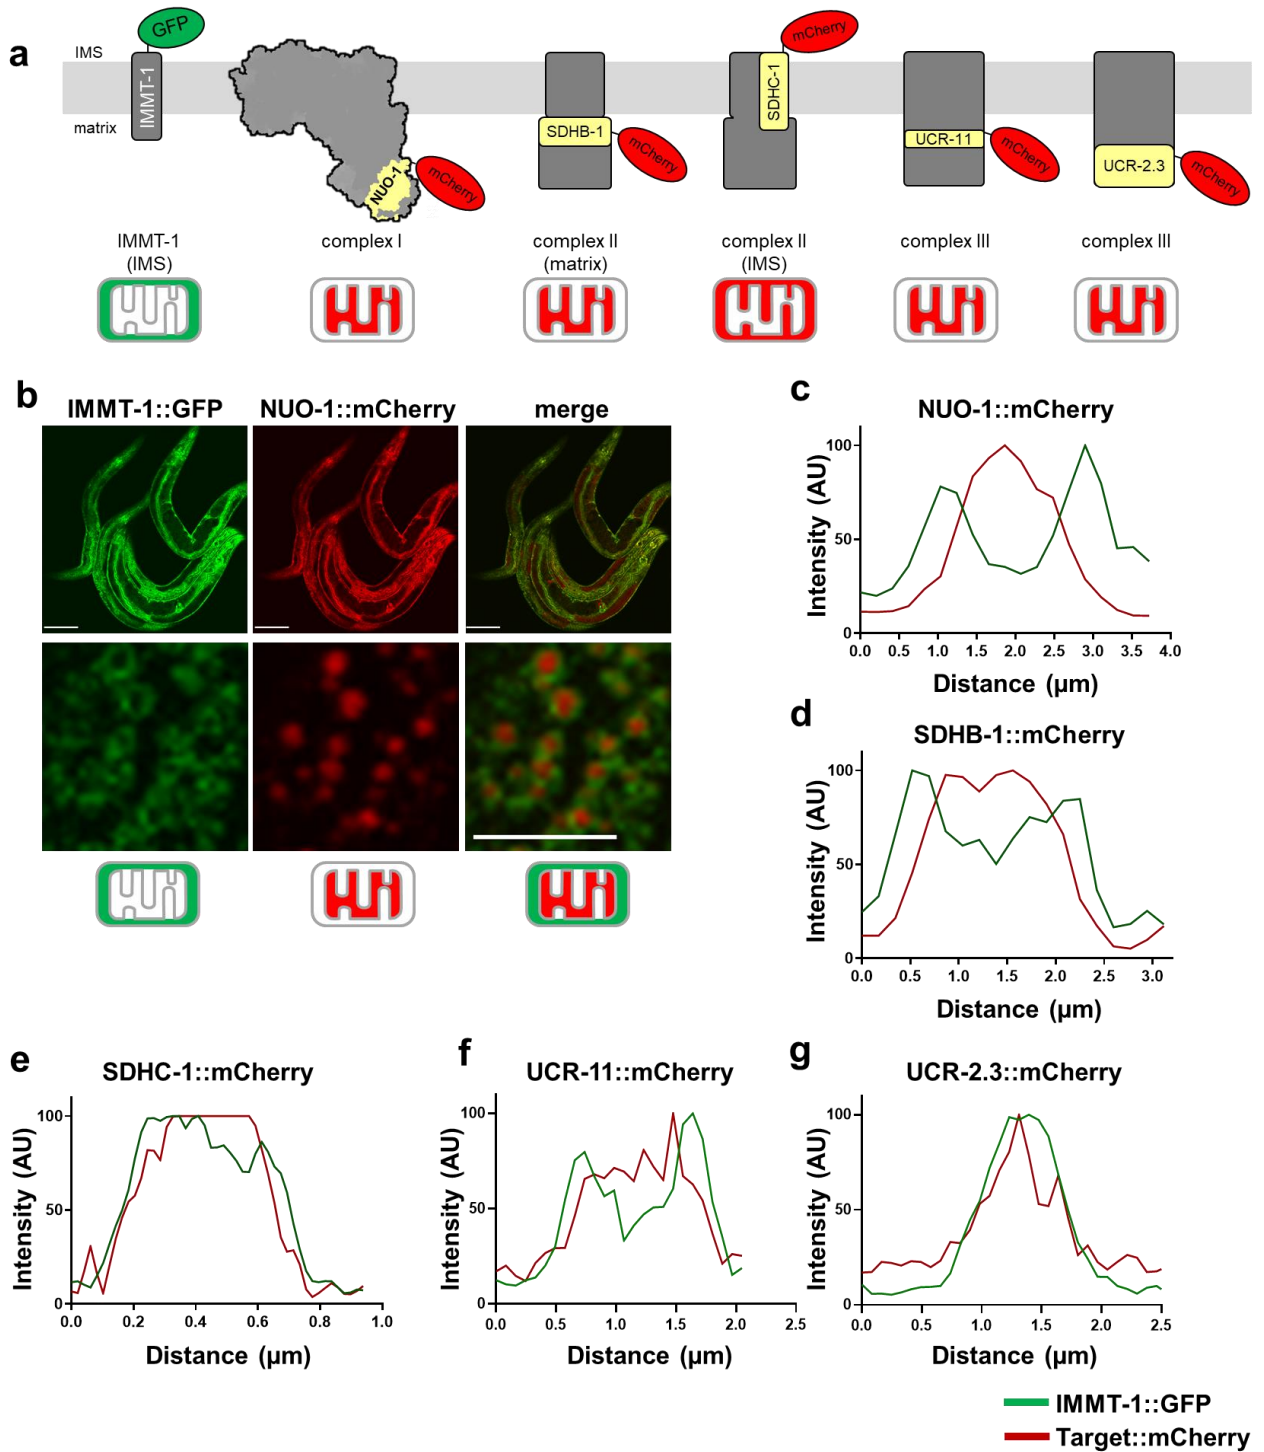 a
IMS
matrix
GFP
IMMT-1
NUO-1
mCherry
SDHB-1
mCherry
SDHC-1
mCherry
UCR-11
mCherry
UCR-2.3
mCherry
IMMT-1
(IMS)
complex I
complex II
(matrix)
complex II
(IMS)
complex III
complex III
b
IMMT-1::GFP
NUO-1::mCherry
merge
c
NUO-1::mCherry
Intensity (AU)
100
50
0
0.0 0.5 1.0 1.5 2.0 2.5 3.0 3.5 4.0
Distance (µm)
d
SDHB-1::mCherry
Intensity (AU)
100
50
0
0.0 0.5 1.0 1.5 2.0 2.5 3.0
Distance (µm)
e
SDHC-1::mCherry
Intensity (AU)
100
50
0
0.0 0.2 0.4 0.6 0.8 1.0
Distance (µm)
f
UCR-11::mCherry
Intensity (AU)
100
50
0
0.0 0.5 1.0 1.5 2.0 2.5
Distance (µm)
g
UCR-2.3::mCherry
Intensity (AU)
100
50
0
0.0 0.5 1.0 1.5 2.0 2.5
Distance (µm)
IMMT-1::GFP
Target::mCherry